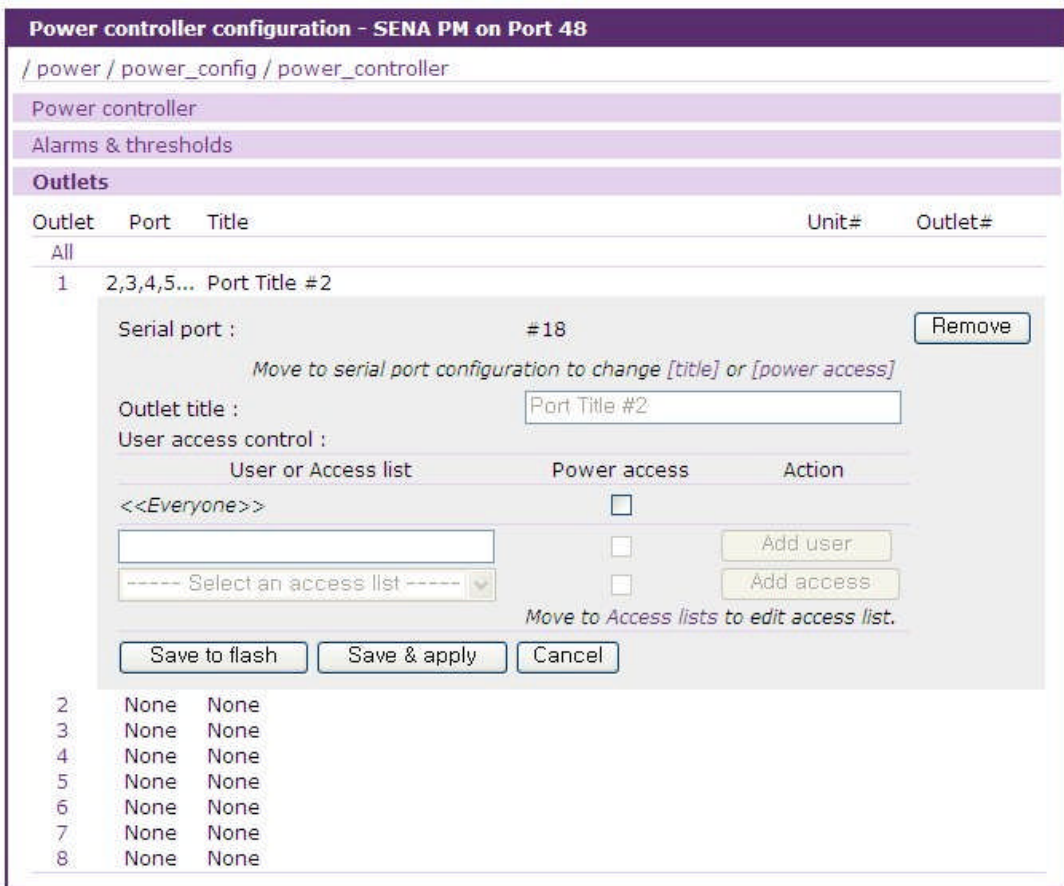 Power controller configuration - SENA PM on Port 48
/ power / power_config / power_controller
Power controller
Alarms & thresholds
Outlets
Outlet Port Title Unit# Outlet#
All
1 2,3,4,5... Port Title #2
Serial port : #18 Remove
Move to serial port configuration to change [title] or [power access]
Outlet title : Port Title #2
User access control :
User or Access list Power access Action
<<Everyone>>
Add user
----- Select an access list ----- Add access
Move to Access lists to edit access list.
Save to flash Save & apply Cancel
2 None None
3 None None
4 None None
5 None None
6 None None
7 None None
8 None None